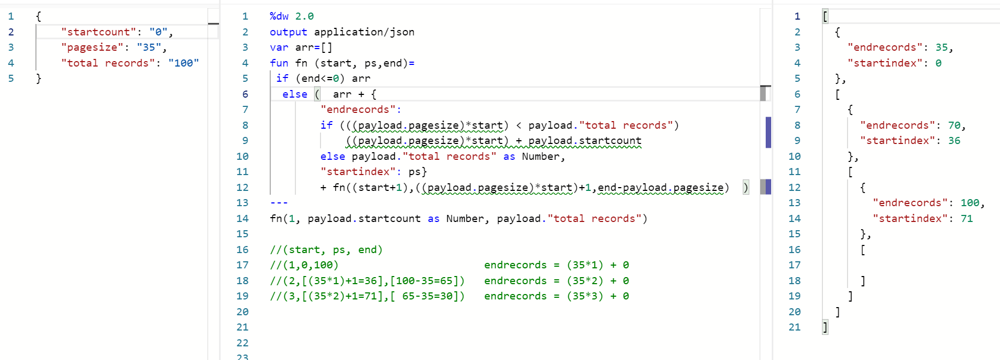 1 {
2 "startcount": "0",
3 "pagesize": "35",
4 "total records": "100"
5 }
1 %dw 2.0
2 output application/json
3 var arr=[]
4 fun fn (start, ps,end)=
5 if (end<=0) arr
6 else (  arr + {
7 "endrecords":
8 if (((payload.pagesize)*start) < payload."total records")
9 ((payload.pagesize)*start) + payload.startcount
10 else payload."total records" as Number,
11 "startindex": ps}
12 + fn((start+1),((payload.pagesize)*start)+1,end-payload.pagesize)  )
13 ---
14 fn(1, payload.startcount as Number, payload."total records")
15
16 //(start, ps, end)
17 //(1,0,100) endrecords = (35*1) + 0
18 //(2,[(35*1)+1=36],[100-35=65]) endrecords = (35*2) + 0
19 //(3,[(35*2)+1=71],[ 65-35=30]) endrecords = (35*3) + 0
20
21
22
23
1 [
2 {
3 "endrecords": 35,
4 "startindex": 0
5 },
6 [
7 {
8 "endrecords": 70,
9 "startindex": 36
10 },
11 [
12 {
13 "endrecords": 100,
14 "startindex": 71
15 },
16 [
17
18 ]
19 ]
20 ]
21 ]